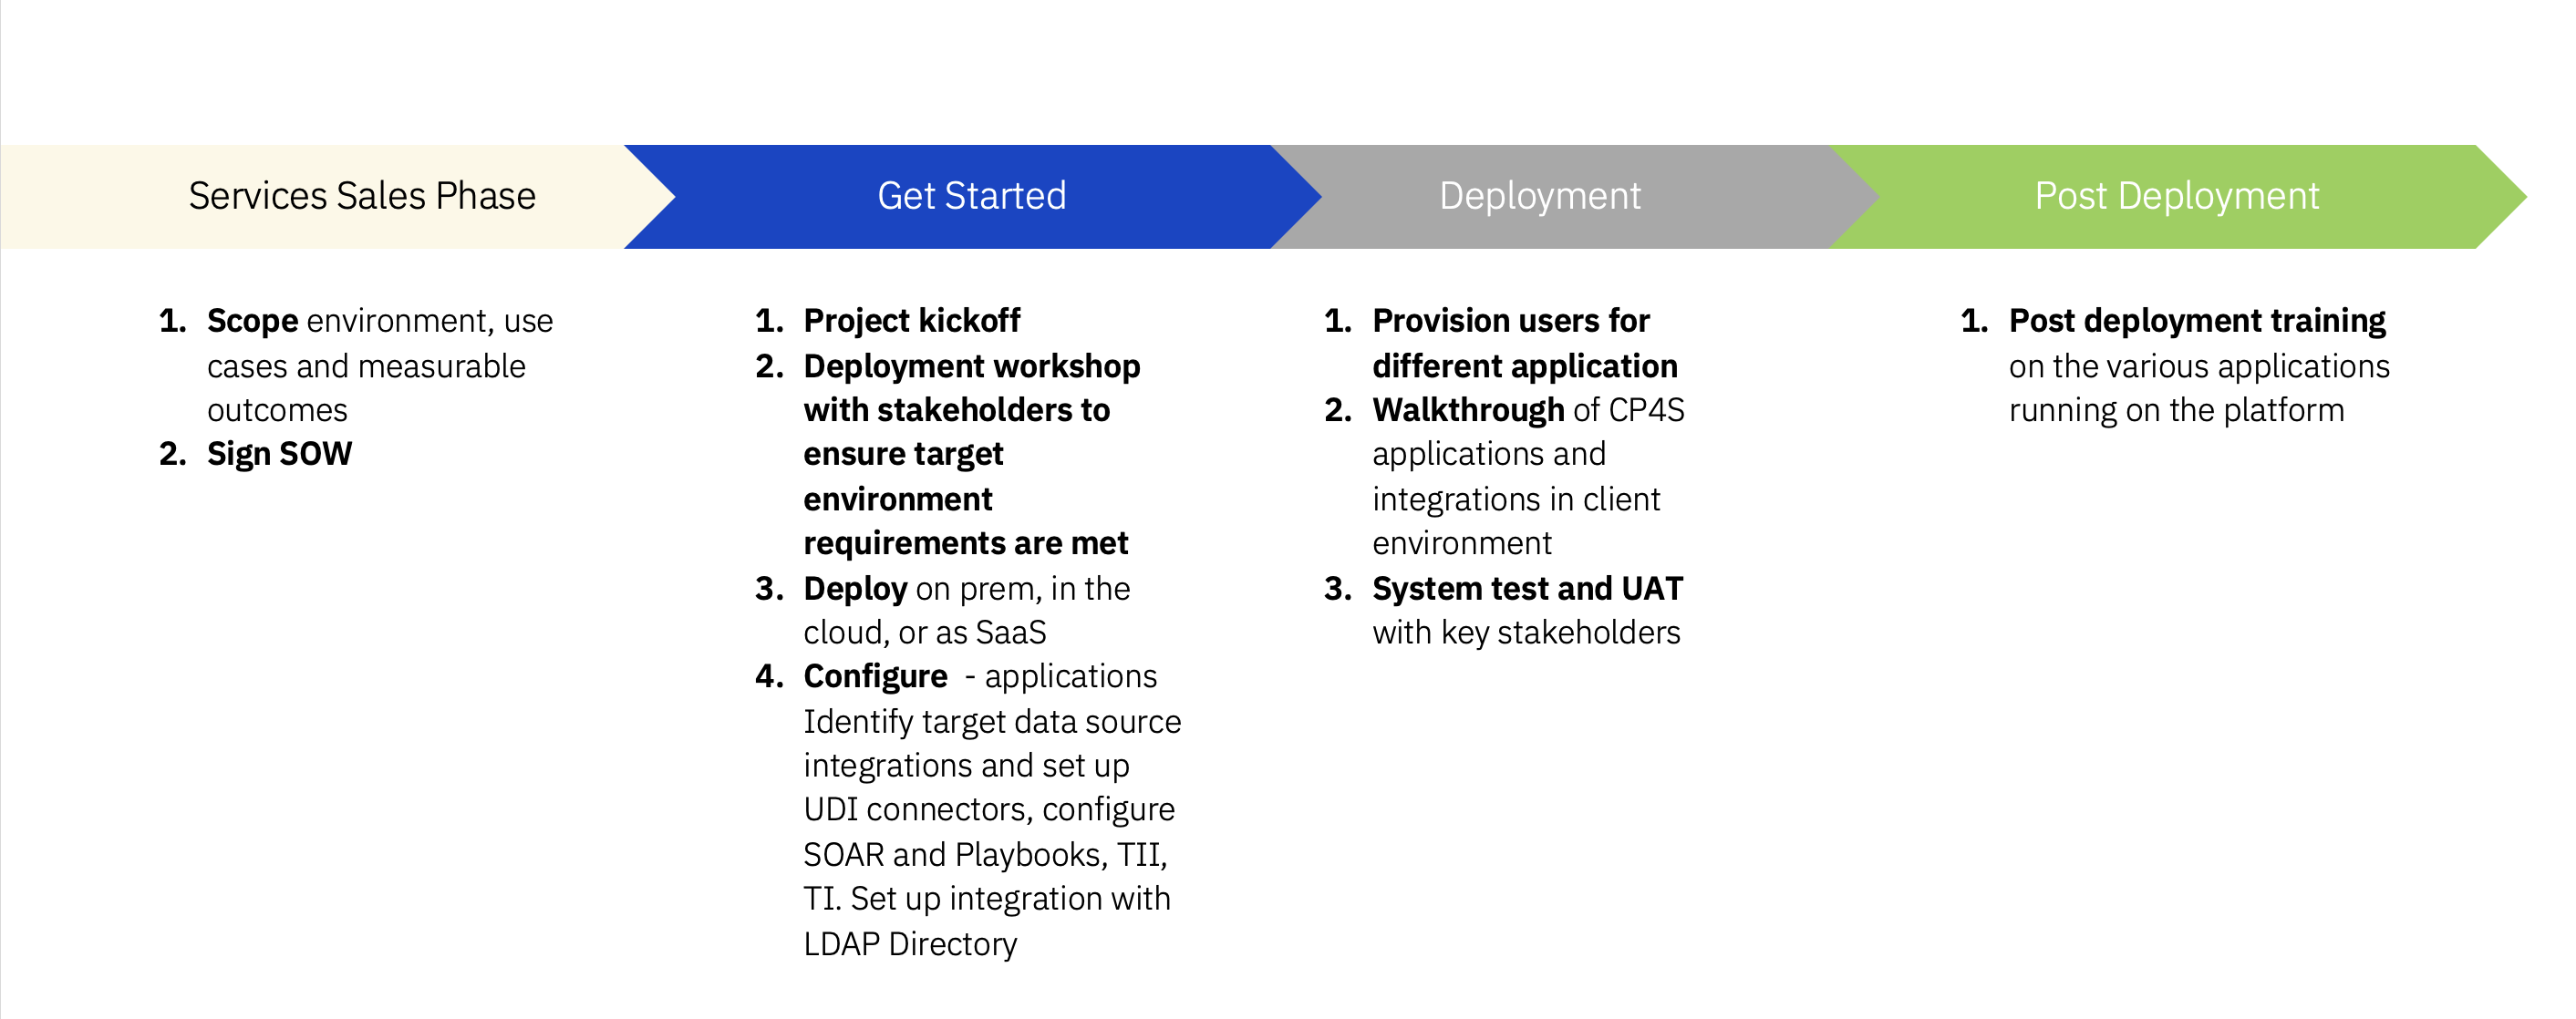 Services Sales Phase
Get Started
Deployment
Post Deployment
1. Scope environment, use
cases and measurable
outcomes
2. Sign SOW
1. Project kickoff
2. Deployment workshop
with stakeholders to
ensure target
environment
requirements are met
3. Deploy on prem, in the
cloud, or as SaaS
4. Configure - applications
Identify target data source
integrations and set up
UDI connectors, configure
SOAR and Playbooks, TII,
TI. Set up integration with
LDAP Directory
1. Provision users for
different application
2. Walkthrough of CP4S
applications and
integrations in client
environment
3. System test and UAT
with key stakeholders
1. Post deployment training
on the various applications
running on the platform